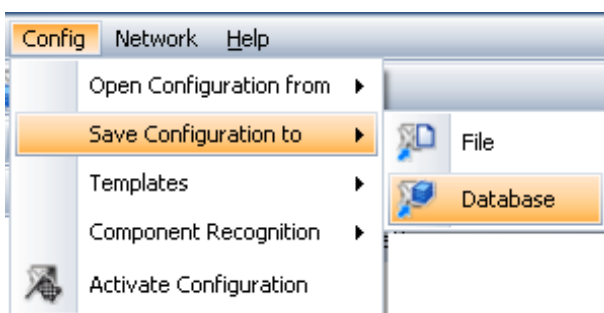 Config Network Help
Open Configuration from
Save Configuration to
File
Templates
Database
Component Recognition
Activate Configuration